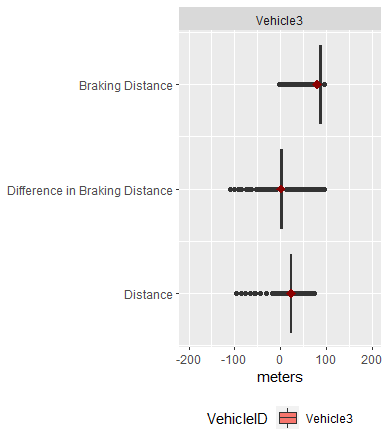 Vehicle3
Braking Distance
Difference in Braking Distance
Distance
-200 -100 0 100 200
meters
VehicleID Vehicle3